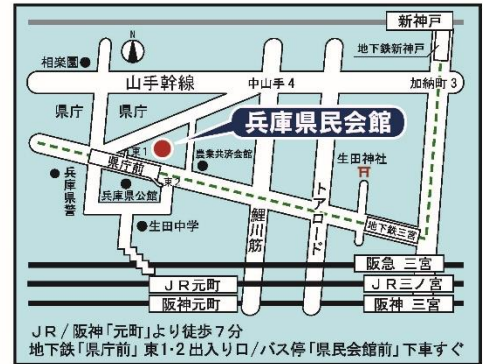 新神戸
地下鉄新神戸
N
相楽園
山手幹線
中山手4
加納町3
県庁
県庁
兵庫県民会館
東1
県庁前
東2
農業共済会館
生田神社
兵庫県警
兵庫県公館
生田中学
鯉川筋
トアロード
地下鉄三宮
阪急 三宮
JR元町
JR三ノ宮
阪神元町
阪神 三宮
JR/阪神「元町」より徒歩7分
地下鉄「県庁前」東1・2出入り口/バス停「県民会館前」下車すぐ